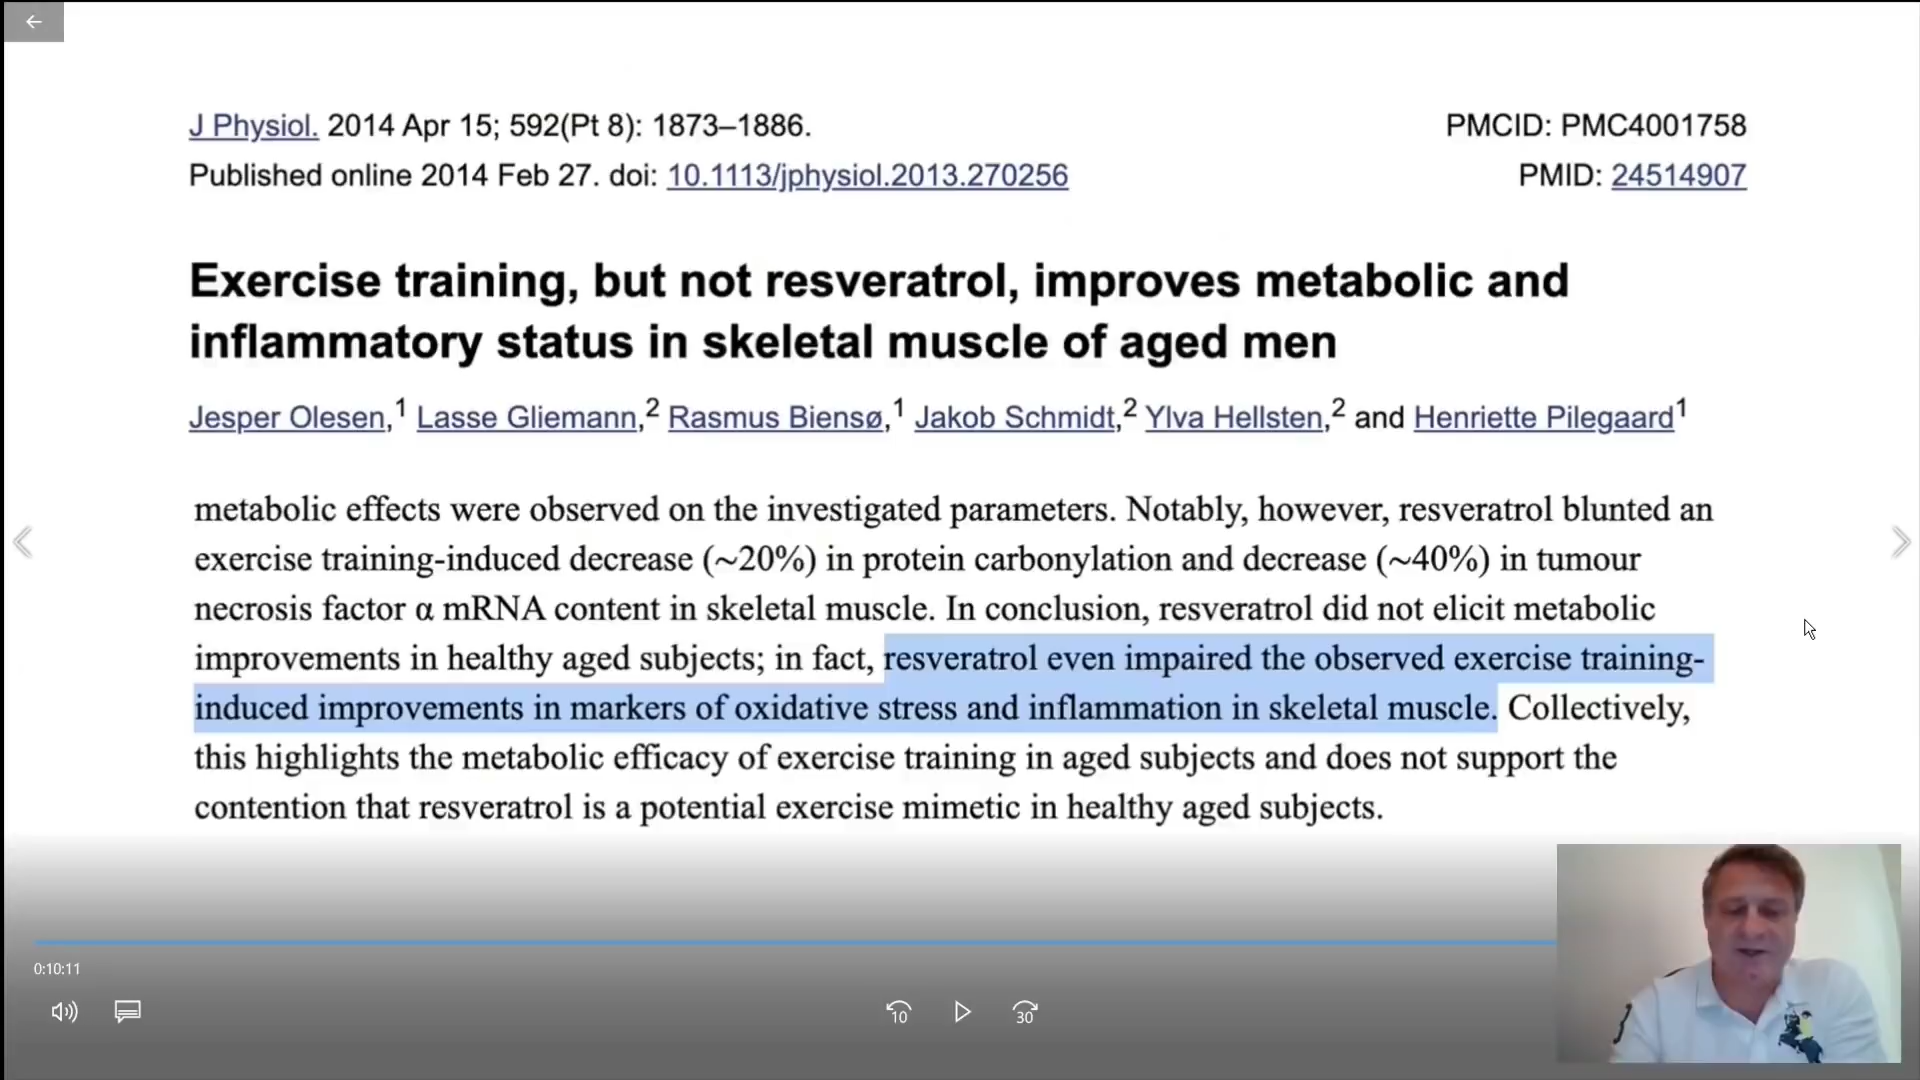 J Physiol. 2014 Apr 15; 592(Pt 8): 1873–1886.
PMCID: PMC4001758
Published online 2014 Feb 27. doi: 10.1113/jphysiol.2013.270256
PMID: 24514907
Exercise training, but not resveratrol, improves metabolic and
inflammatory status in skeletal muscle of aged men
Jesper Olesen,1 Lasse Gliemann,2 Rasmus Biensø,1 Jakob Schmidt,2 Ylva Hellsten,2 and Henriette Pilegaard1
metabolic effects were observed on the investigated parameters. Notably, however, resveratrol blunted an
exercise training-induced decrease (~20%) in protein carbonylation and decrease (~40%) in tumour
necrosis factor α mRNA content in skeletal muscle. In conclusion, resveratrol did not elicit metabolic
improvements in healthy aged subjects; in fact, resveratrol even impaired the observed exercise training-
induced improvements in markers of oxidative stress and inflammation in skeletal muscle. Collectively,
this highlights the metabolic efficacy of exercise training in aged subjects and does not support the
contention that resveratrol is a potential exercise mimetic in healthy aged subjects.
0:10:11
10
30